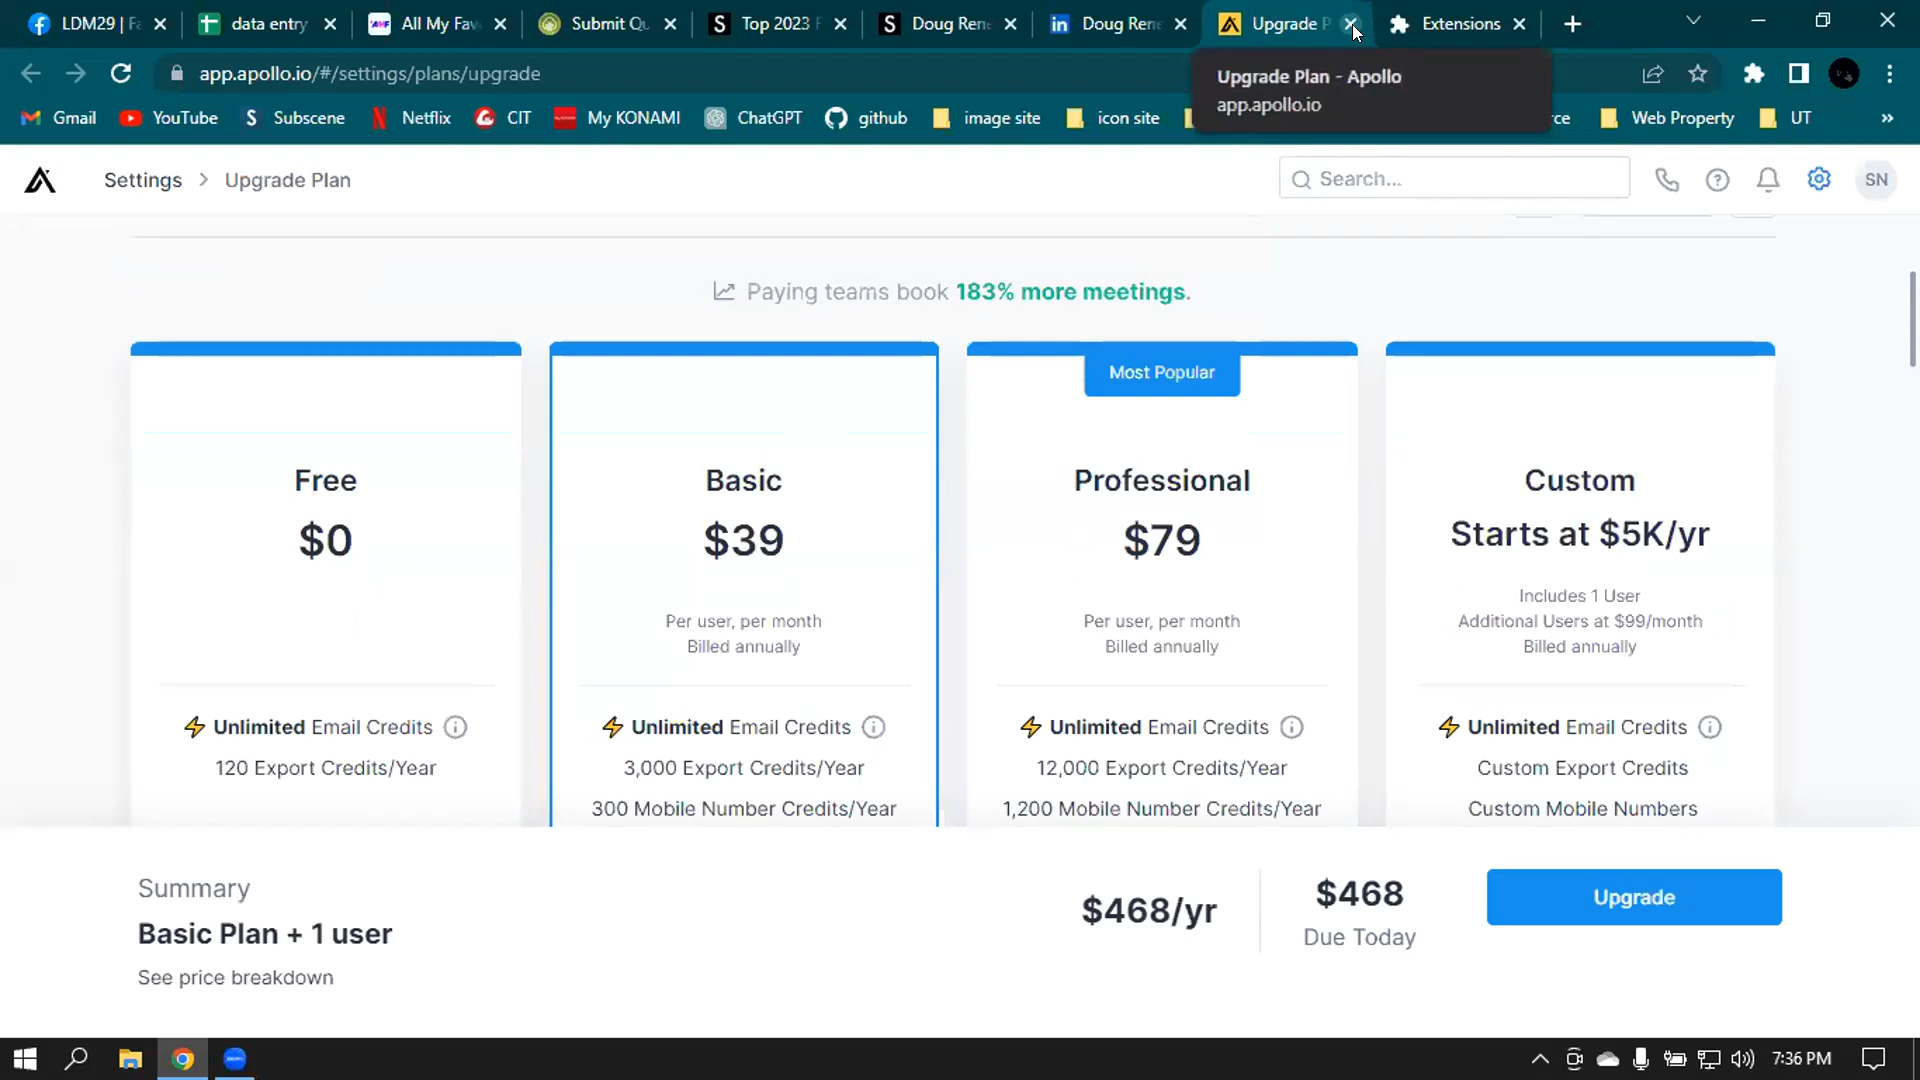 LDM29 | Fa
data entry
All My Fav
Submit Qu
Top 2023 F
Doug Ren
Doug Ren
Upgrade P
Extensions
app.apollo.io/#/settings/plans/upgrade
Upgrade Plan - Apollo
app.apollo.io
Gmail
YouTube
Subscene
Netflix
CIT
My KONAMI
ChatGPT
github
image site
icon site
ce
Web Property
UT
»
Settings > Upgrade Plan
Search...
SN
Paying teams book 183% more meetings.
Most Popular
Free
$0
Unlimited Email Credits
120 Export Credits/Year
Basic
$39
Per user, per month
Billed annually
Unlimited Email Credits
3,000 Export Credits/Year
300 Mobile Number Credits/Year
Professional
$79
Per user, per month
Billed annually
Unlimited Email Credits
12,000 Export Credits/Year
1,200 Mobile Number Credits/Year
Custom
Starts at $5K/yr
Includes 1 User
Additional Users at $99/month
Billed annually
Unlimited Email Credits
Custom Export Credits
Custom Mobile Numbers
Summary
Basic Plan + 1 user
See price breakdown
$468/yr
$468
Due Today
Upgrade
7:36 PM